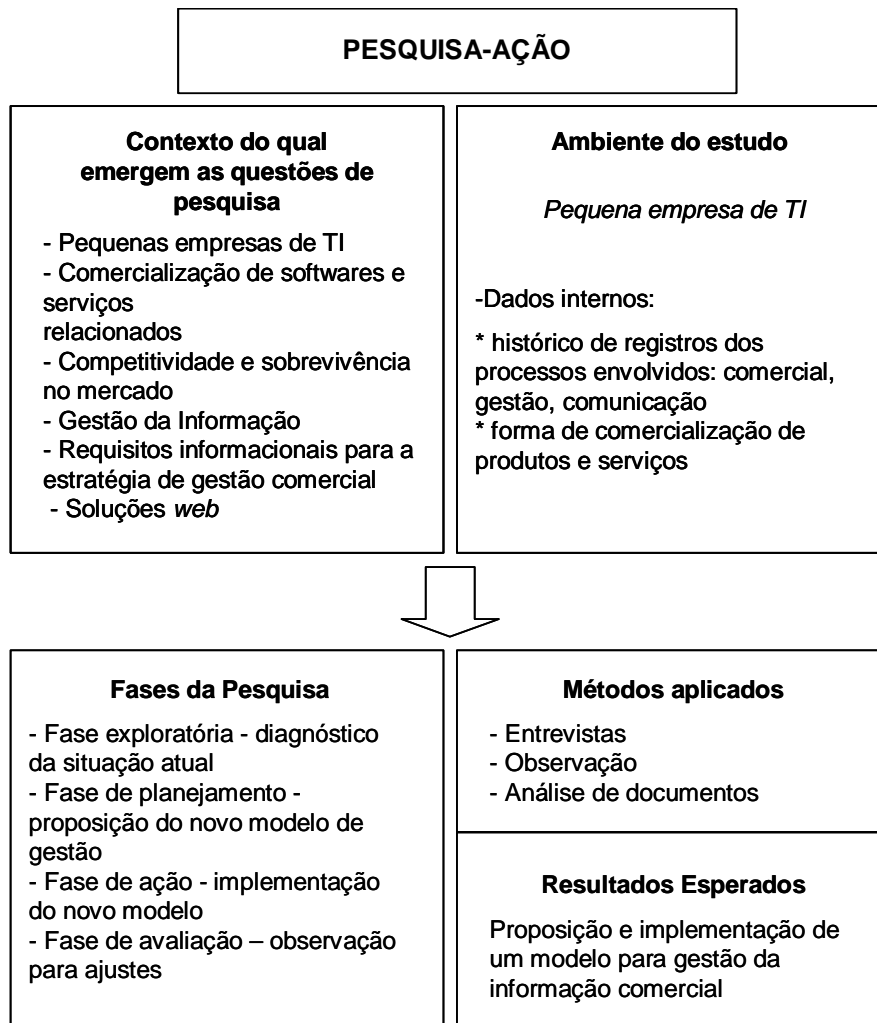 PESQUISA-AÇÃO
Contexto do qual
emergem as questões de
pesquisa
- Pequenas empresas de TI
- Comercialização de softwares e
serviços
relacionados
- Competitividade e sobrevivência
no mercado
- Gestão da Informação
- Requisitos informacionais para a
estratégia de gestão comercial
- Soluções web
Ambiente do estudo
Pequena empresa de TI
-Dados internos:
* histórico de registros dos
processos envolvidos: comercial,
gestão, comunicação
* forma de comercialização de
produtos e serviços
Fases da Pesquisa
- Fase exploratória - diagnóstico
da situação atual
- Fase de planejamento -
proposição do novo modelo de
gestão
- Fase de ação - implementação
do novo modelo
- Fase de avaliação – observação
para ajustes
Métodos aplicados
- Entrevistas
- Observação
- Análise de documentos
Resultados Esperados
Proposição e implementação de
um modelo para gestão da
informação comercial